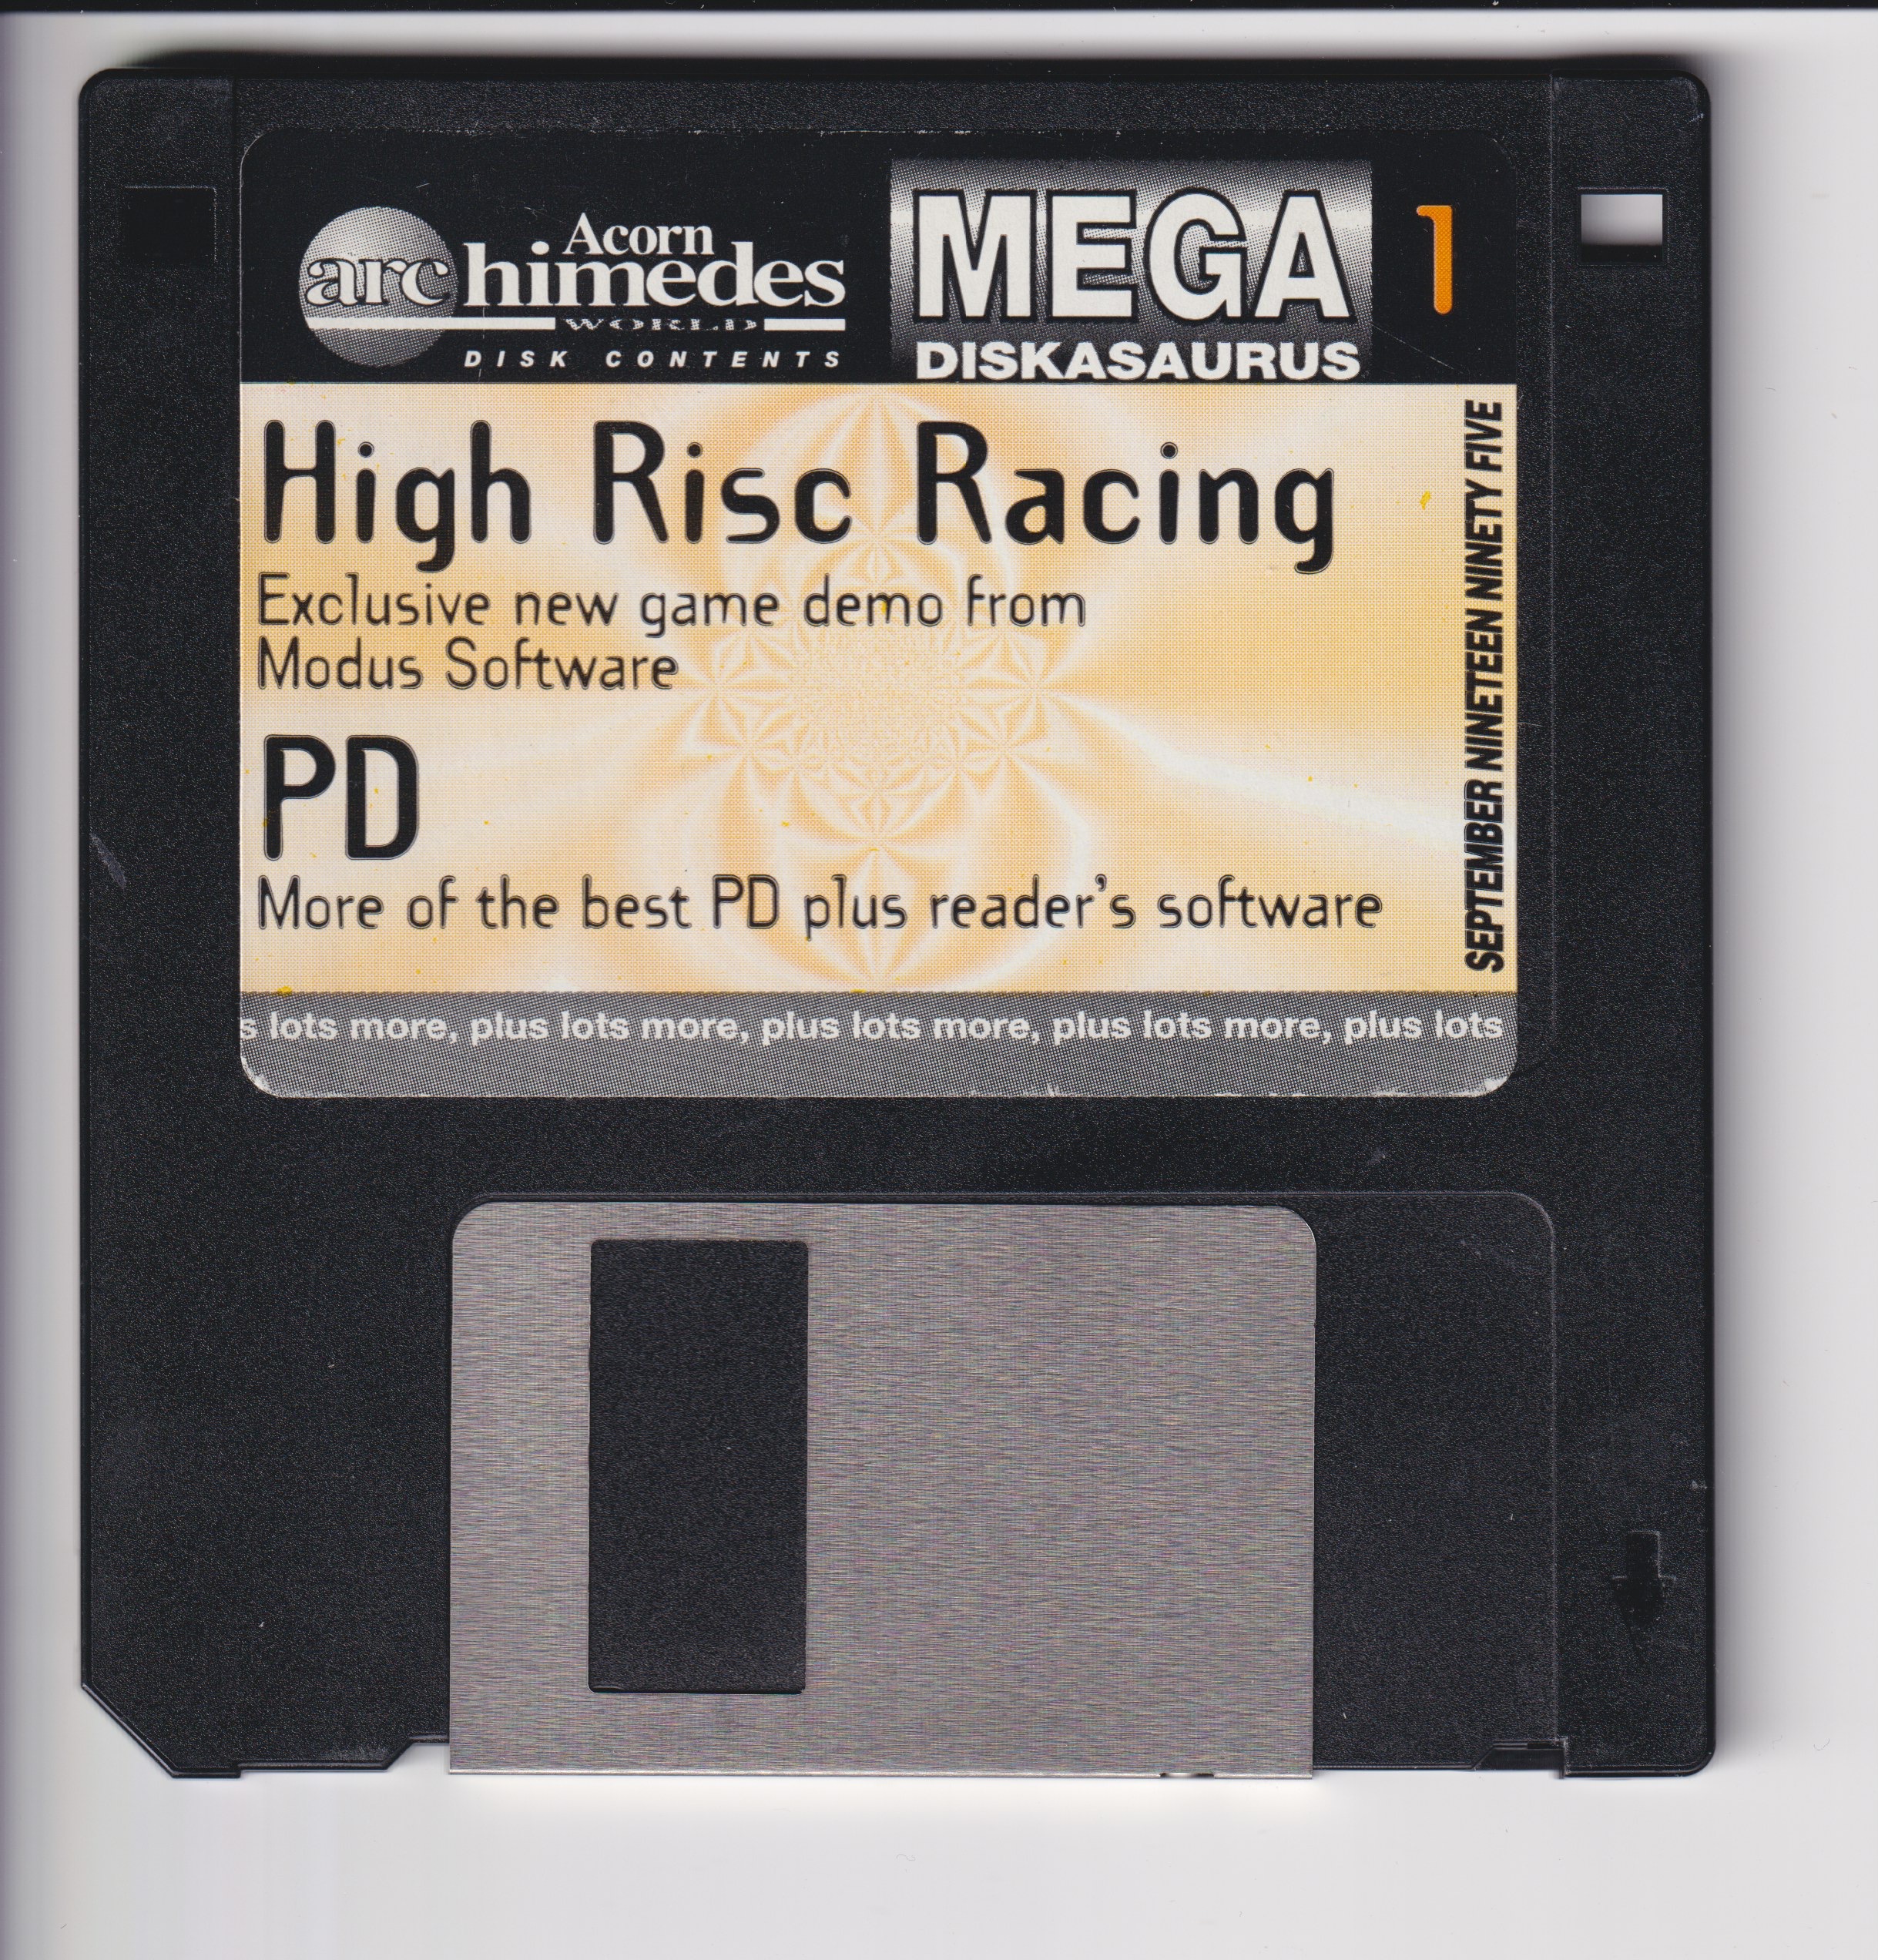 Acorn
archimedes
WORLD
DISK CONTENTS
MEGA
DISKASAURUS
1
High Risc Racing
Exclusive new game demo from
Modus Software
PD
More of the best PD plus reader's software
SEPTEMBER NINETEEN NINETY FIVE
s lots more, plus lots more, plus lots more, plus lots more, plus lots